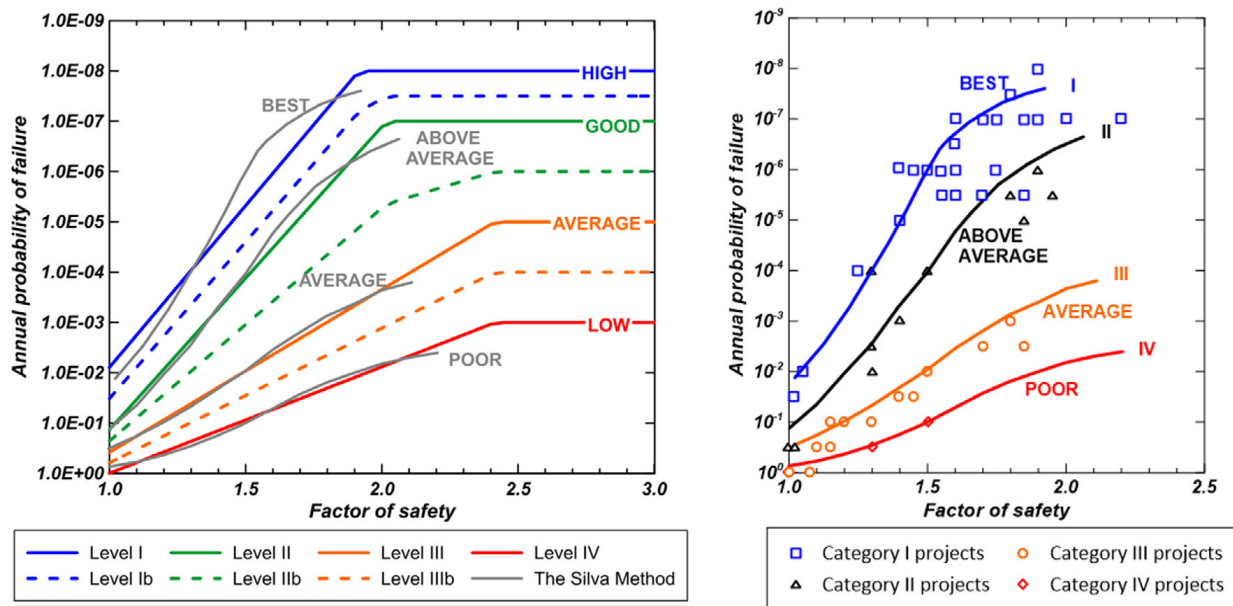 1.0E-09
1.0E-08
1.0E-07
1.0E-06
1.0E-05
1.0E-04
1.0E-03
1.0E-02
1.0E-01
1.0E+00
Annual probability of failure
HIGH
BEST
GOOD
ABOVE
AVERAGE
AVERAGE
AVERAGE
LOW
POOR
1.0 1.5 2.0 2.5 3.0
Factor of safety
Level I Level II Level III Level IV
Level Ib Level IIb Level IIIb The Silva Method
10⁻⁹
10⁻⁸
10⁻⁷
10⁻⁶
10⁻⁵
10⁻⁴
10⁻³
10⁻²
10⁻¹
10⁰
Annual probability of failure
BEST I
II
ABOVE
AVERAGE
III
AVERAGE
IV
POOR
1.0 1.5 2.0 2.5
Factor of safety
Category I projects Category III projects
Category II projects Category IV projects